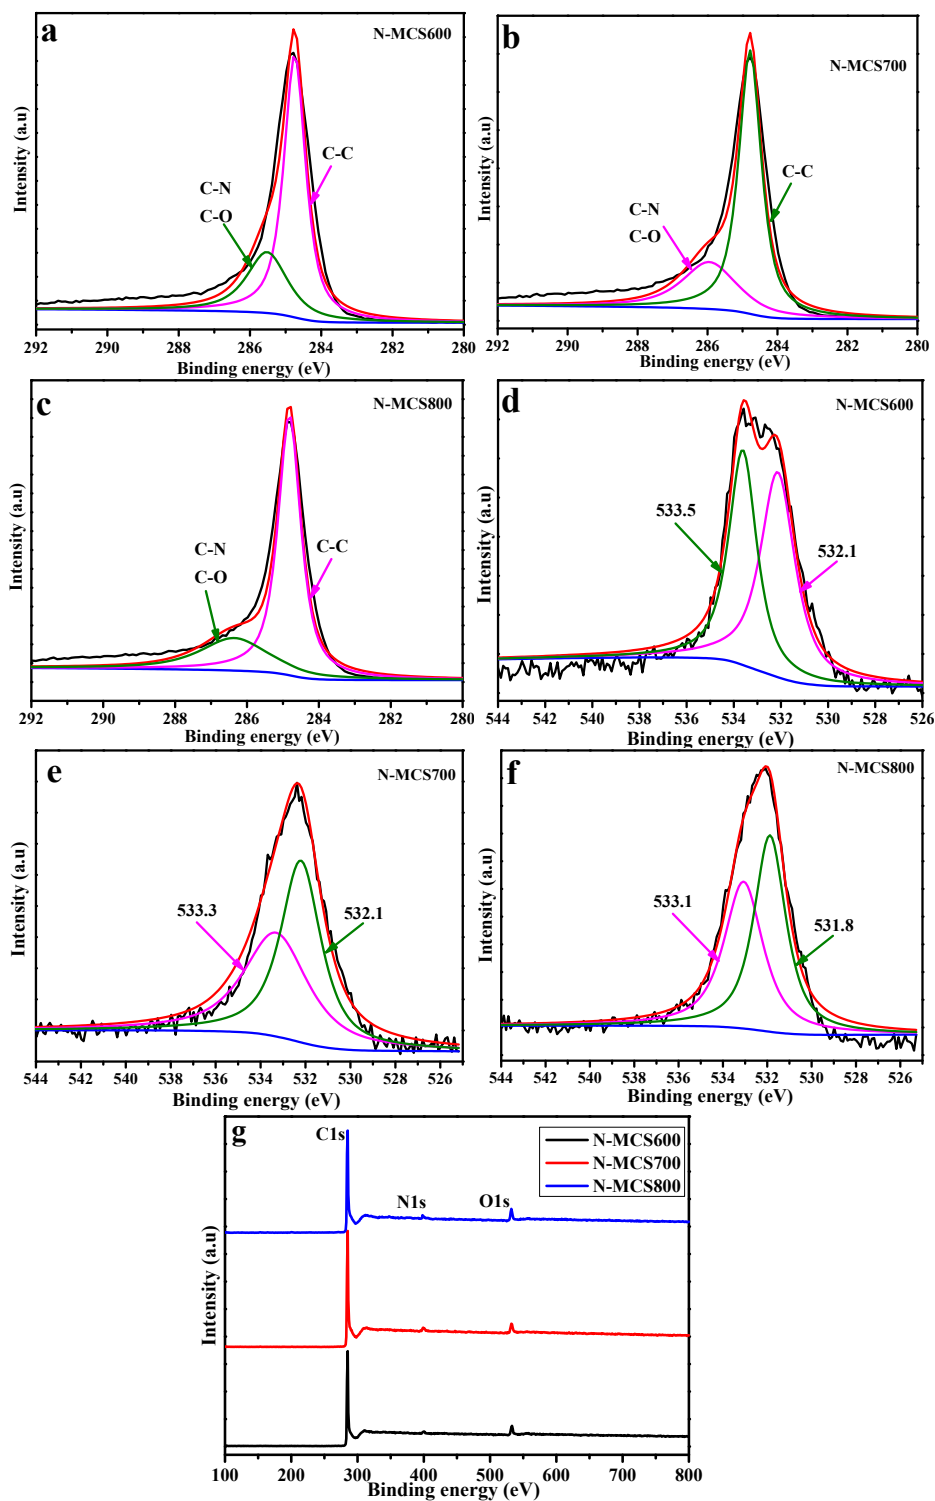 a
N-MCS600
C-C
C-N
C-O
Intensity (a.u)
292 290 288 286 284 282 280
Binding energy (eV)
b
N-MCS700
C-C
C-N
C-O
Intensity (a.u)
292 290 288 286 284 282 280
Binding energy (eV)
c
N-MCS800
C-N
C-O
C-C
Intensity (a.u)
292 290 288 286 284 282 280
Binding energy (eV)
d
N-MCS600
533.5
532.1
Intensity (a.u)
544 542 540 538 536 534 532 530 528 526
Binding energy (eV)
e
N-MCS700
533.3
532.1
Intensity (a.u)
544 542 540 538 536 534 532 530 528 526
Binding energy (eV)
f
N-MCS800
533.1
531.8
Intensity (a.u)
544 542 540 538 536 534 532 530 528 526
Binding energy (eV)
g
C1s
N1s
O1s
N-MCS600
N-MCS700
N-MCS800
Intensity (a.u)
100 200 300 400 500 600 700 800
Binding energy (eV)